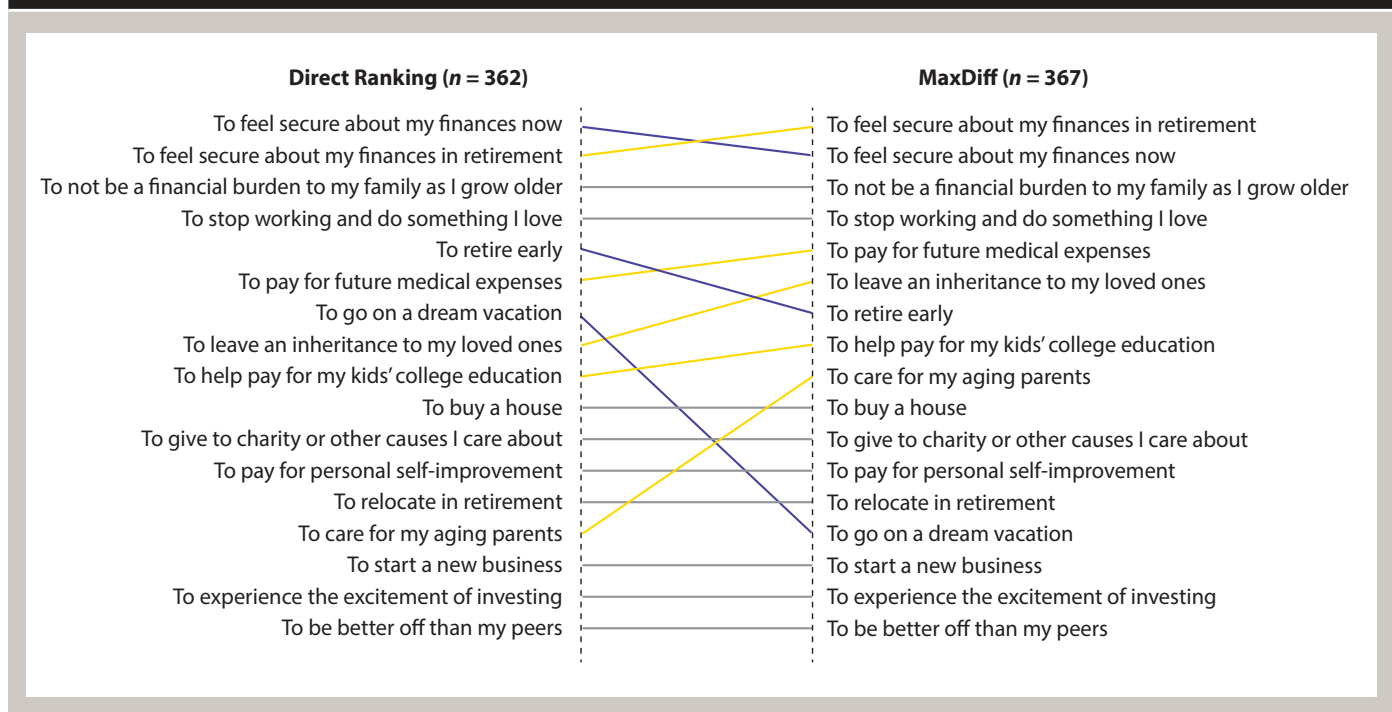 Direct Ranking (n = 362)
To feel secure about my finances now
To feel secure about my finances in retirement
To not be a financial burden to my family as I grow older
To stop working and do something I love
To retire early
To pay for future medical expenses
To go on a dream vacation
To leave an inheritance to my loved ones
To help pay for my kids’ college education
To buy a house
To give to charity or other causes I care about
To pay for personal self-improvement
To relocate in retirement
To care for my aging parents
To start a new business
To experience the excitement of investing
To be better off than my peers
MaxDiff (n = 367)
To feel secure about my finances in retirement
To feel secure about my finances now
To not be a financial burden to my family as I grow older
To stop working and do something I love
To pay for future medical expenses
To leave an inheritance to my loved ones
To retire early
To help pay for my kids’ college education
To care for my aging parents
To buy a house
To give to charity or other causes I care about
To pay for personal self-improvement
To relocate in retirement
To go on a dream vacation
To start a new business
To experience the excitement of investing
To be better off than my peers